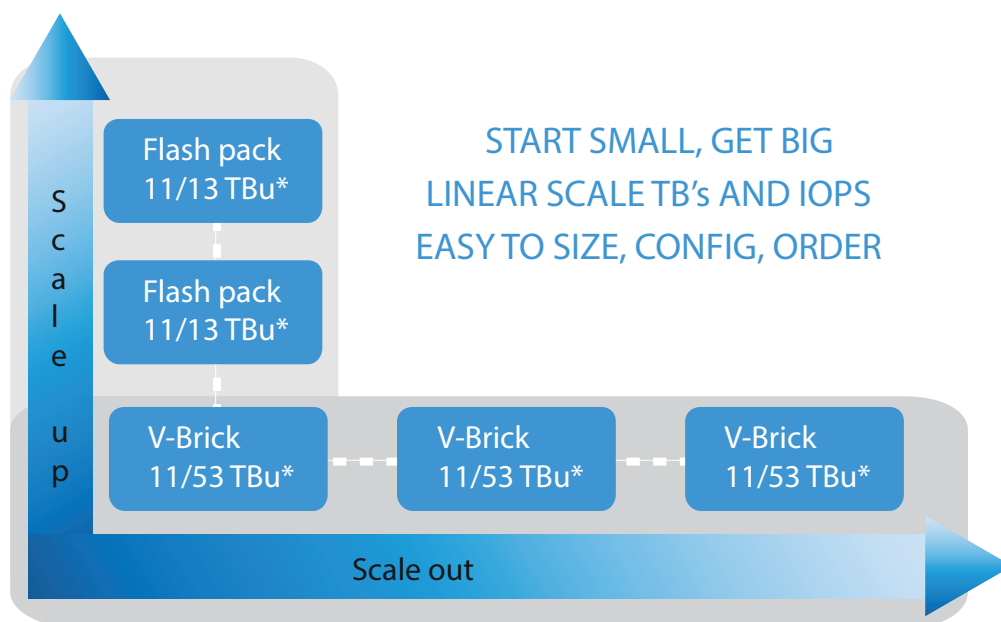 START SMALL, GET BIG
LINEAR SCALE TB's AND IOPS
EASY TO SIZE, CONFIG, ORDER
Scale up
Flash pack
11/13 TBu*
Flash pack
11/13 TBu*
V-Brick
11/53 TBu*
V-Brick
11/53 TBu*
V-Brick
11/53 TBu*
Scale out